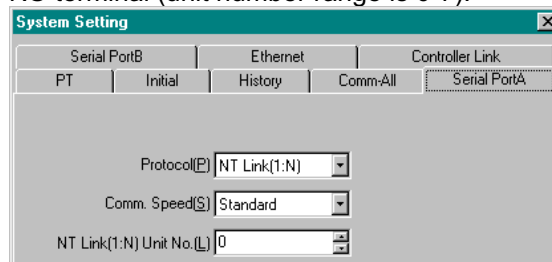 NS terminal (unit number range is 0-7).
System Setting
Serial PortB Ethernet Controller Link
PT Initial History Comm-All Serial PortA
Protocol(P) NT Link(1:N)
Comm. Speed(S) Standard
NT Link(1:N) Unit No.(L) 0